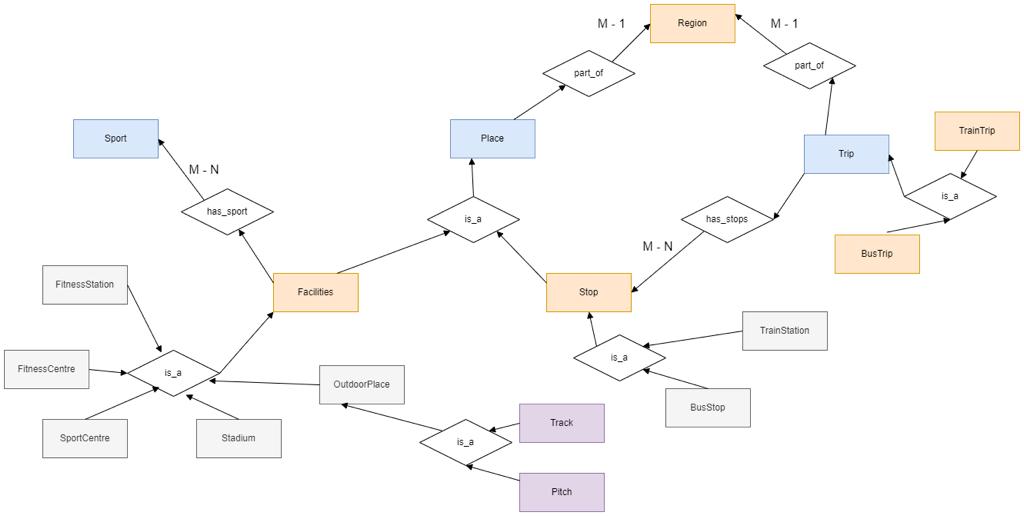 Region
M - 1
M - 1
part_of
part_of
Sport
Place
Trip
TrainTrip
M - N
has_sport
is_a
has_stops
is_a
M - N
BusTrip
FitnessStation
Facilities
Stop
TrainStation
FitnessCentre
is_a
is_a
OutdoorPlace
BusStop
SportCentre
Stadium
is_a
Track
Pitch